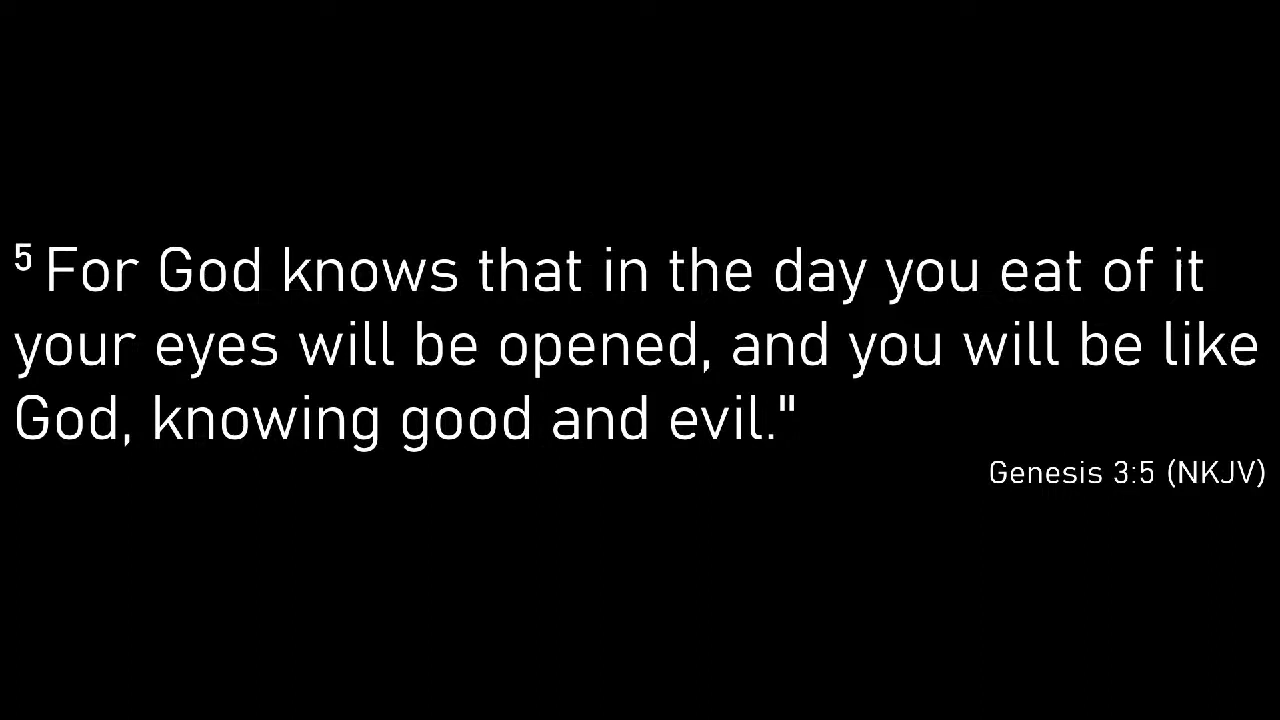 5 For God knows that in the day you eat of it
your eyes will be opened, and you will be like
God, knowing good and evil."
Genesis 3:5 (NKJV)